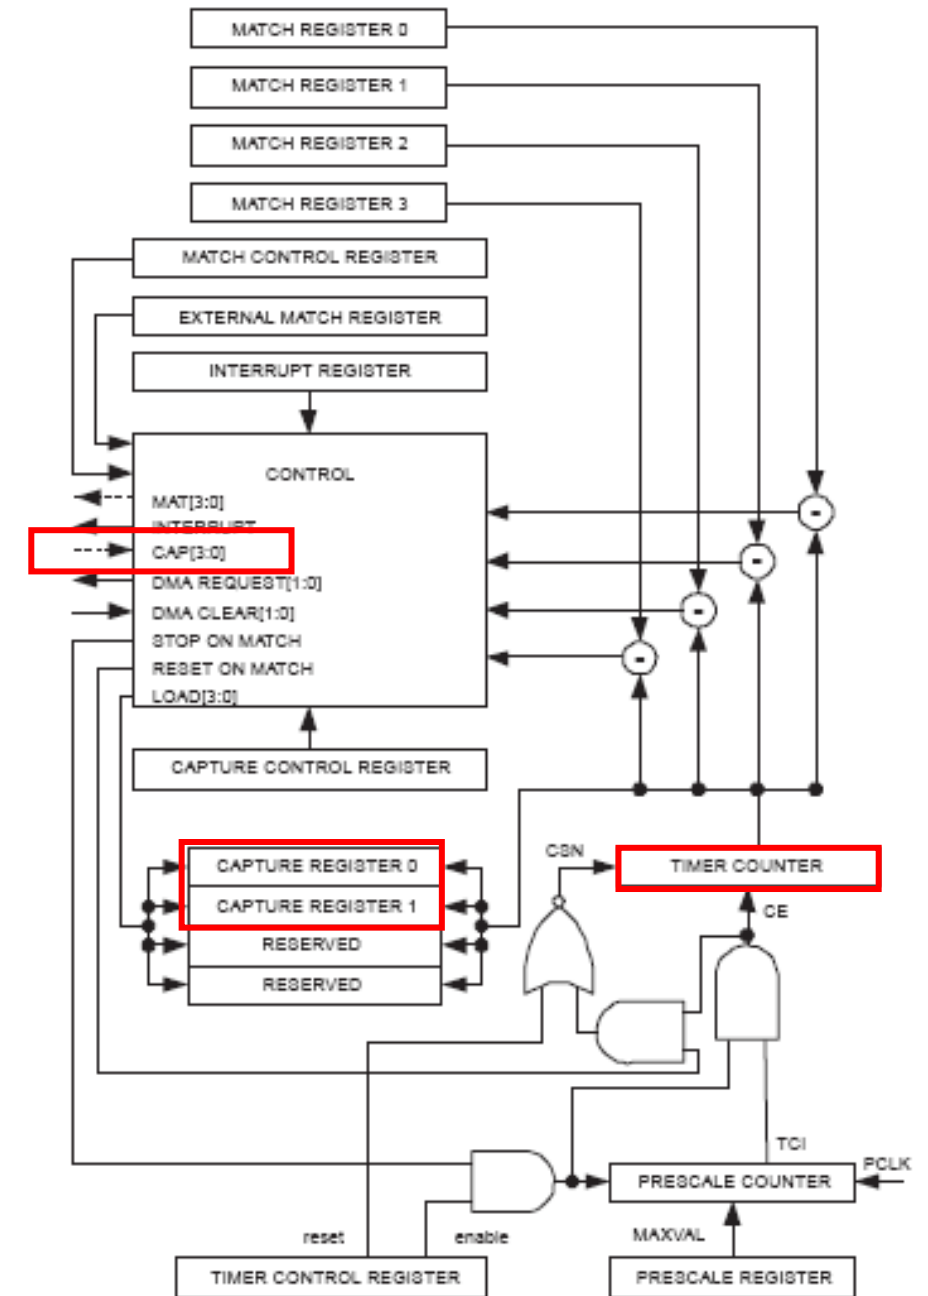 MATCH REGISTER 0
MATCH REGISTER 1
MATCH REGISTER 2
MATCH REGISTER 3
MATCH CONTROL REGISTER
EXTERNAL MATCH REGISTER
INTERRUPT REGISTER
CONTROL
MAT[3:0]
INTERRUPT
CAP[3:0]
DMA REQUEST[1:0]
DMA CLEAR[1:0]
STOP ON MATCH
RESET ON MATCH
LOAD[3:0]
-
-
-
-
CAPTURE CONTROL REGISTER
CAPTURE REGISTER 0
CAPTURE REGISTER 1
RESERVED
RESERVED
CSN
TIMER COUNTER
CE
TCI
PCLK
PRESCALE COUNTER
reset
enable
MAXVAL
TIMER CONTROL REGISTER
PRESCALE REGISTER